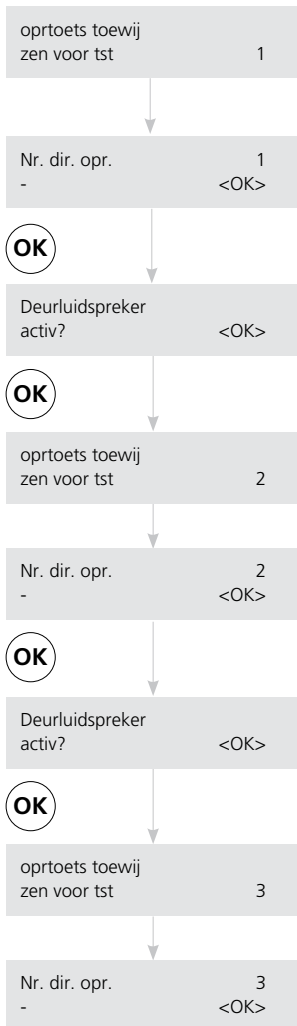 oprtoets toewij
zen voor tst 1
Nr. dir. opr. 1
- <OK>
OK
Deurluidspreker
activ? <OK>
OK
oprtoets toewij
zen voor tst 2
Nr. dir. opr. 2
- <OK>
OK
Deurluidspreker
activ? <OK>
OK
oprtoets toewij
zen voor tst 3
Nr. dir. opr. 3
- <OK>